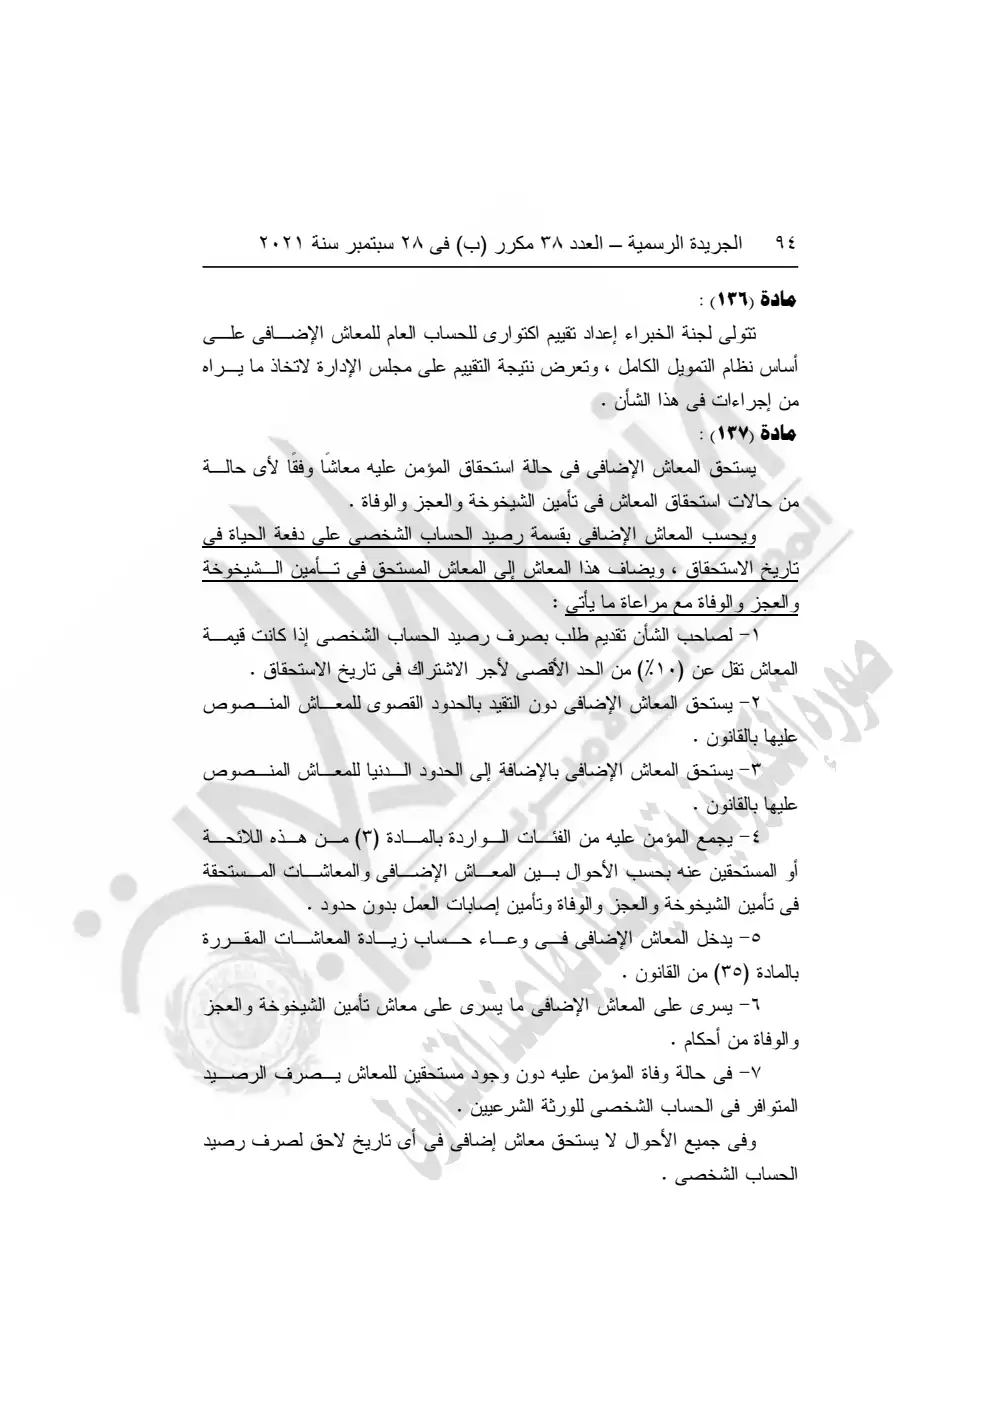 ٩٤ الجريدة الرسمية – العدد ٣٨ مكرر (ب) فى ٢٨ سبتمبر سنة ٢٠٢١
مادة (١٣٦) :
تتولى لجنة الخبراء إعداد تقييم اكتوارى للحساب العام للمعاش الإضافى على
أساس نظام التمويل الكامل ، وتعرض نتيجة التقييم على مجلس الإدارة لاتخاذ ما يراه
من إجراءات فى هذا الشأن .
مادة (١٣٧) :
يستحق المعاش الإضافى فى حالة استحقاق المؤمن عليه معاشًا وفقًا لأى حالة
من حالات استحقاق المعاش فى تأمين الشيخوخة والعجز والوفاة .
ويحسب المعاش الإضافى بقسمة رصيد الحساب الشخصى على دفعة الحياة فى
تاريخ الاستحقاق ، ويضاف هذا المعاش إلى المعاش المستحق فى تأمين الشيخوخة
والعجز والوفاة مع مراعاة ما يأتى :
١- لصاحب الشأن تقديم طلب بصرف رصيد الحساب الشخصى إذا كانت قيمة
المعاش تقل عن (١٠٪) من الحد الأقصى لأجر الاشتراك فى تاريخ الاستحقاق .
٢- يستحق المعاش الإضافى دون التقيد بالحدود القصوى للمعاش المنصوص
عليها بالقانون .
٣- يستحق المعاش الإضافى بالإضافة إلى الحدود الدنيا للمعاش المنصوص
عليها بالقانون .
٤- يجمع المؤمن عليه من الفئات الواردة بالمادة (٣) من هذه اللائحة
أو المستحقين عنه بحسب الأحوال بين المعاش الإضافى والمعاشات المستحقة
فى تأمين الشيخوخة والعجز والوفاة وتأمين إصابات العمل بدون حدود .
٥- يدخل المعاش الإضافى فى وعاء حساب زيادة المعاشات المقررة
بالمادة (٣٥) من القانون .
٦- يسرى على المعاش الإضافى ما يسرى على معاش تأمين الشيخوخة والعجز
والوفاة من أحكام .
٧- فى حالة وفاة المؤمن عليه دون وجود مستحقين للمعاش يصرف الرصيد
المتوافر فى الحساب الشخصى للورثة الشرعيين .
وفى جميع الأحوال لا يستحق معاش إضافى فى أى تاريخ لاحق لصرف رصيد
الحساب الشخصى .